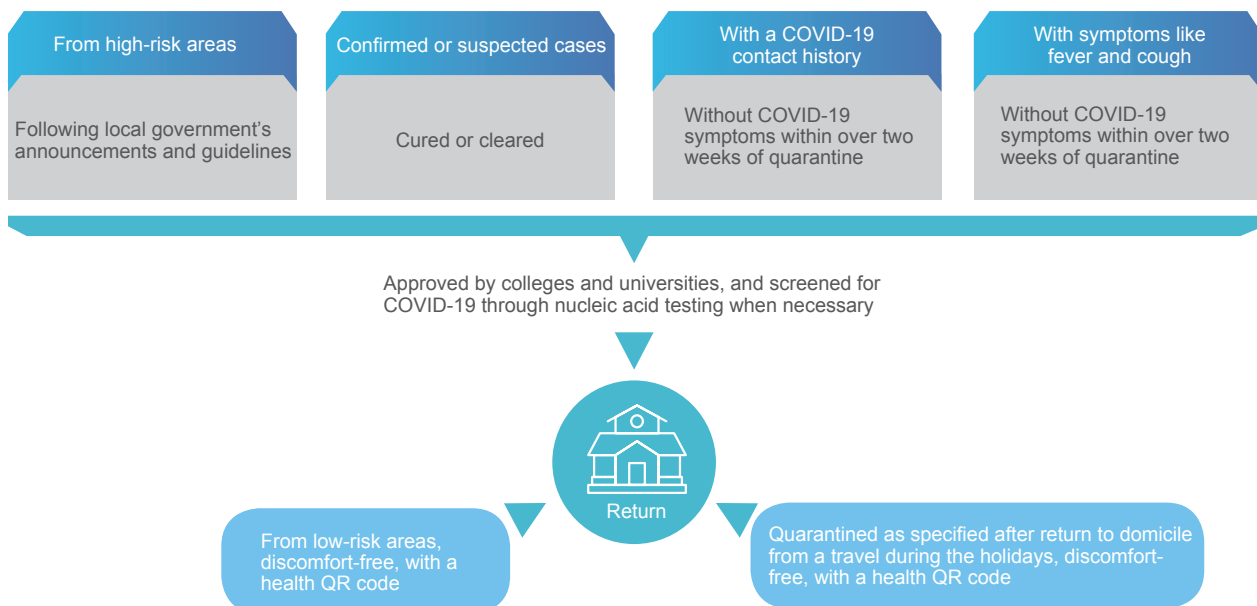 From high-risk areas
Following local government's
announcements and guidelines
Confirmed or suspected cases
Cured or cleared
With a COVID-19
contact history
Without COVID-19
symptoms within over two
weeks of quarantine
With symptoms like
fever and cough
Without COVID-19
symptoms within over two
weeks of quarantine
Approved by colleges and universities, and screened for
COVID-19 through nucleic acid testing when necessary
Return
From low-risk areas,
discomfort-free, with a
health QR code
Quarantined as specified after return to domicile
from a travel during the holidays, discomfort-
free, with a health QR code